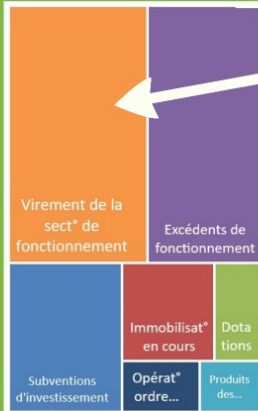 Virement de la
sect° de
fonctionnement
Excédents de
fonctionnement
Subventions
d'investissement
Immobilisat°
en cours
Dota
tions
Opérat°
ordre...
Produits
des...